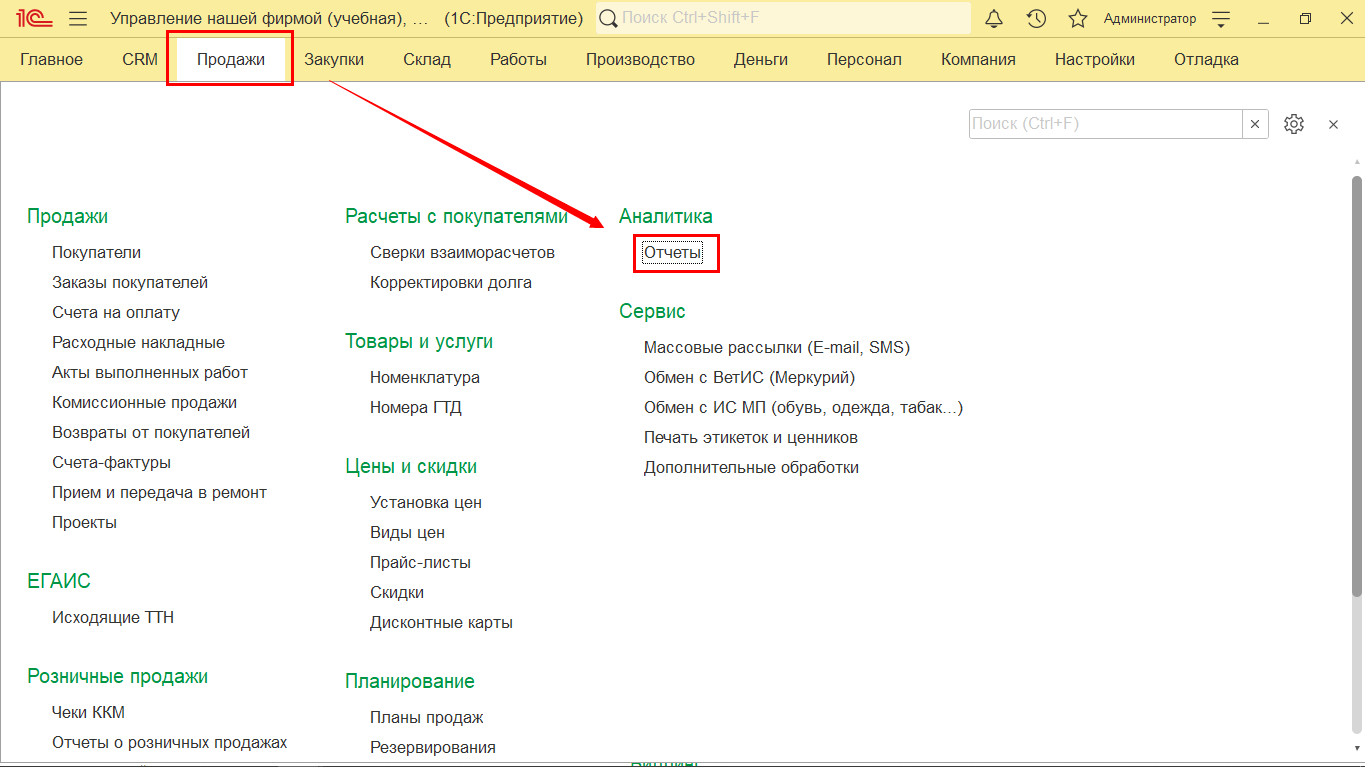 1С Управление нашей фирмой (учебная), ... (1С:Предприятие) Поиск Ctrl+Shift+F Администратор
Главное CRM Продажи Закупки Склад Работы Производство Деньги Персонал Компания Настройки Отладка
Поиск (Ctrl+F)
Продажи
Покупатели
Заказы покупателей
Счета на оплату
Расходные накладные
Акты выполненных работ
Комиссионные продажи
Возвраты от покупателей
Счета-фактуры
Прием и передача в ремонт
Проекты
ЕГАИС
Исходящие ТТН
Розничные продажи
Чеки ККМ
Отчеты о розничных продажах
Расчеты с покупателями
Сверки взаиморасчетов
Корректировки долга
Товары и услуги
Номенклатура
Номера ГТД
Цены и скидки
Установка цен
Виды цен
Прайс-листы
Скидки
Дисконтные карты
Планирование
Планы продаж
Резервирования
Аналитика
Отчеты
Сервис
Массовые рассылки (E-mail, SMS)
Обмен с ВетИС (Меркурий)
Обмен с ИС МП (обувь, одежда, табак...)
Печать этикеток и ценников
Дополнительные обработки